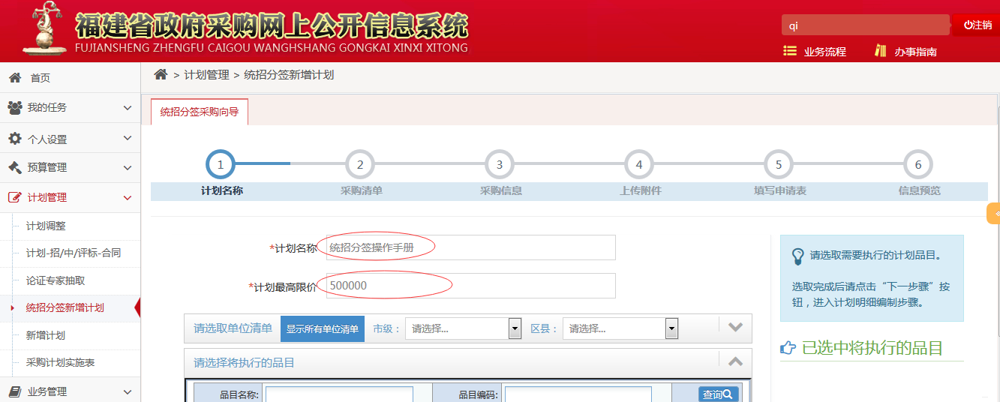 福建省政府采购网上公开信息系统
FUJIANSHENG ZHENGFU CAIGOU WANGHSHANG GONGKAI XINXI XITONG
qi
注销
业务流程
办事指南
首页
我的任务
个人设置
预算管理
计划管理
计划调整
计划-招/中/评标-合同
论证专家抽取
统招分签新增计划
新增计划
采购计划实施表
业务管理
> 计划管理 > 统招分签新增计划
统招分签采购向导
1 2 3 4 5 6
计划名称 采购清单 采购信息 上传附件 填写申请表 信息预览
*计划名称 统招分签操作手册
*计划最高限价 500000
请选取单位清单 显示所有单位清单 市级： 请选择... 区县： 请选择...
请选择将执行的品目
品目名称: 品目编码: 查询
请选取需要执行的计划品目。
选取完成后请点击“下一步骤”按
钮，进入计划明细编制步骤。
已选中将执行的品目